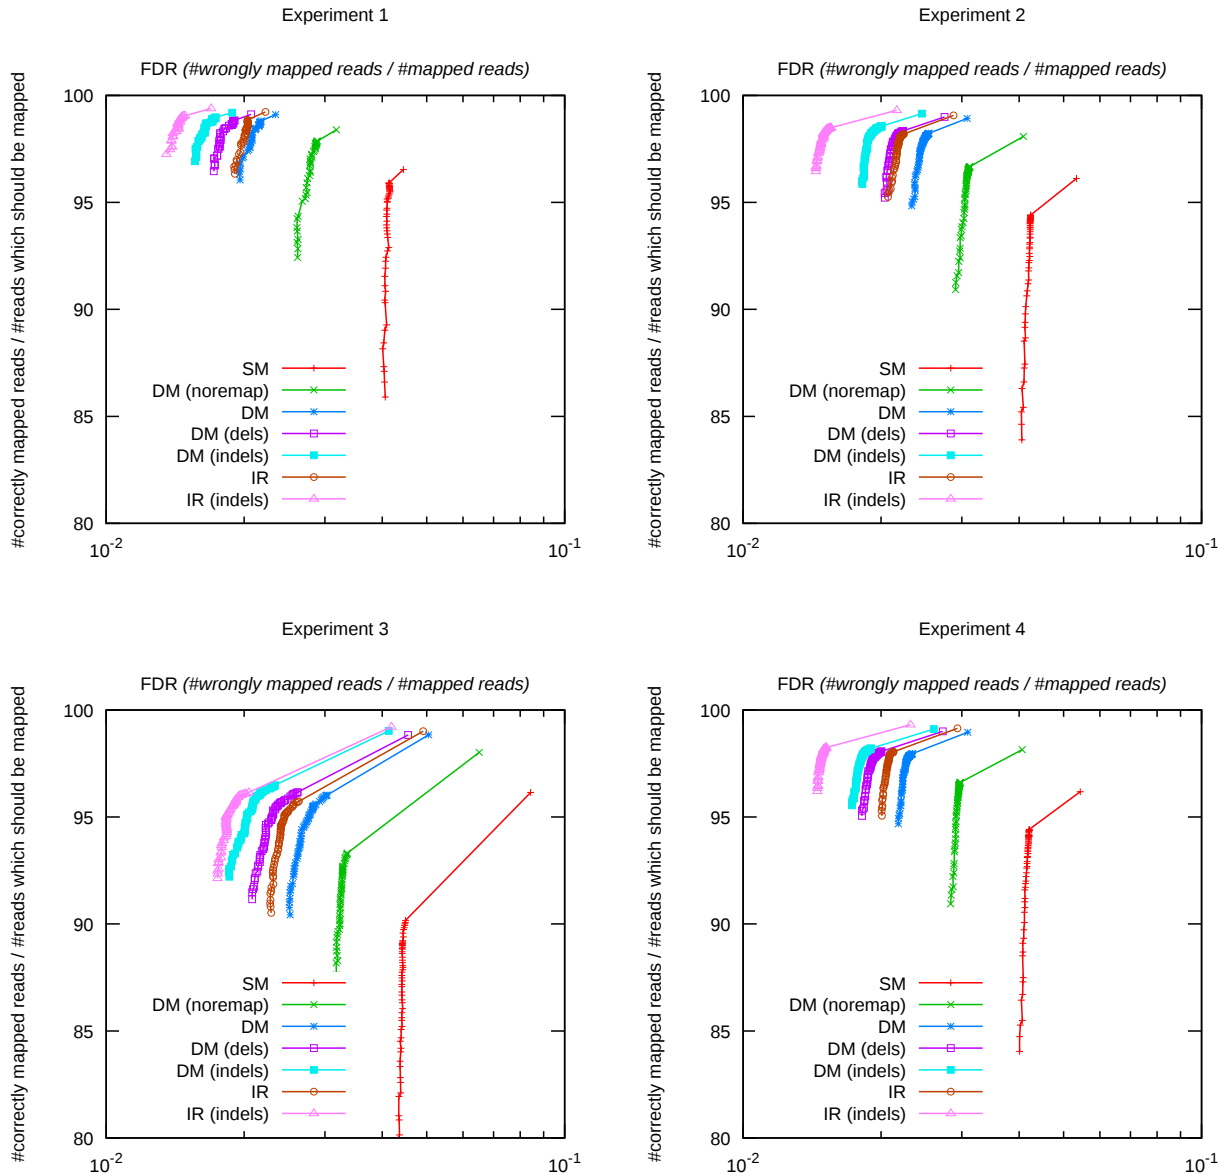 Experiment 1
FDR (#wrongly mapped reads / #mapped reads)
#correctly mapped reads / #reads which should be mapped
100
95
90
85
80
10-2
10-1
SM
DM (noremap)
DM
DM (dels)
DM (indels)
IR
IR (indels)
Experiment 2
FDR (#wrongly mapped reads / #mapped reads)
#correctly mapped reads / #reads which should be mapped
100
95
90
85
80
10-2
10-1
SM
DM (noremap)
DM
DM (dels)
DM (indels)
IR
IR (indels)
Experiment 3
FDR (#wrongly mapped reads / #mapped reads)
#correctly mapped reads / #reads which should be mapped
100
95
90
85
80
10-2
10-1
SM
DM (noremap)
DM
DM (dels)
DM (indels)
IR
IR (indels)
Experiment 4
FDR (#wrongly mapped reads / #mapped reads)
#correctly mapped reads / #reads which should be mapped
100
95
90
85
80
10-2
10-1
SM
DM (noremap)
DM
DM (dels)
DM (indels)
IR
IR (indels)